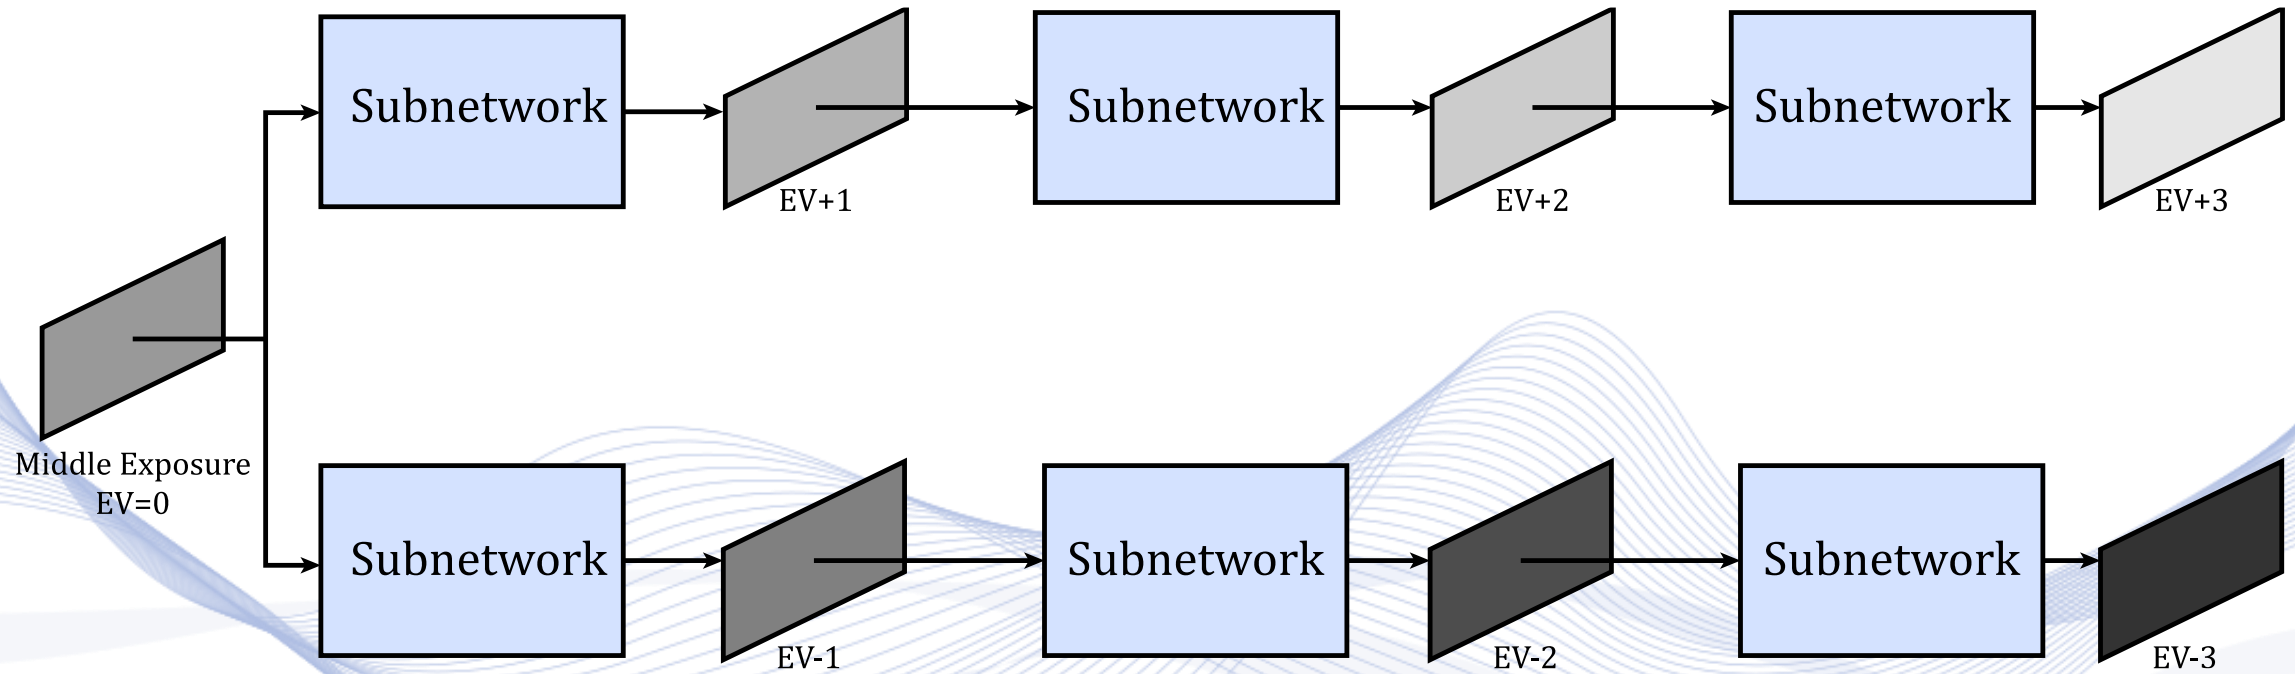 Subnetwork
Subnetwork
Subnetwork
EV+1
EV+2
EV+3
Middle Exposure
EV=0
Subnetwork
Subnetwork
Subnetwork
EV-1
EV-2
EV-3